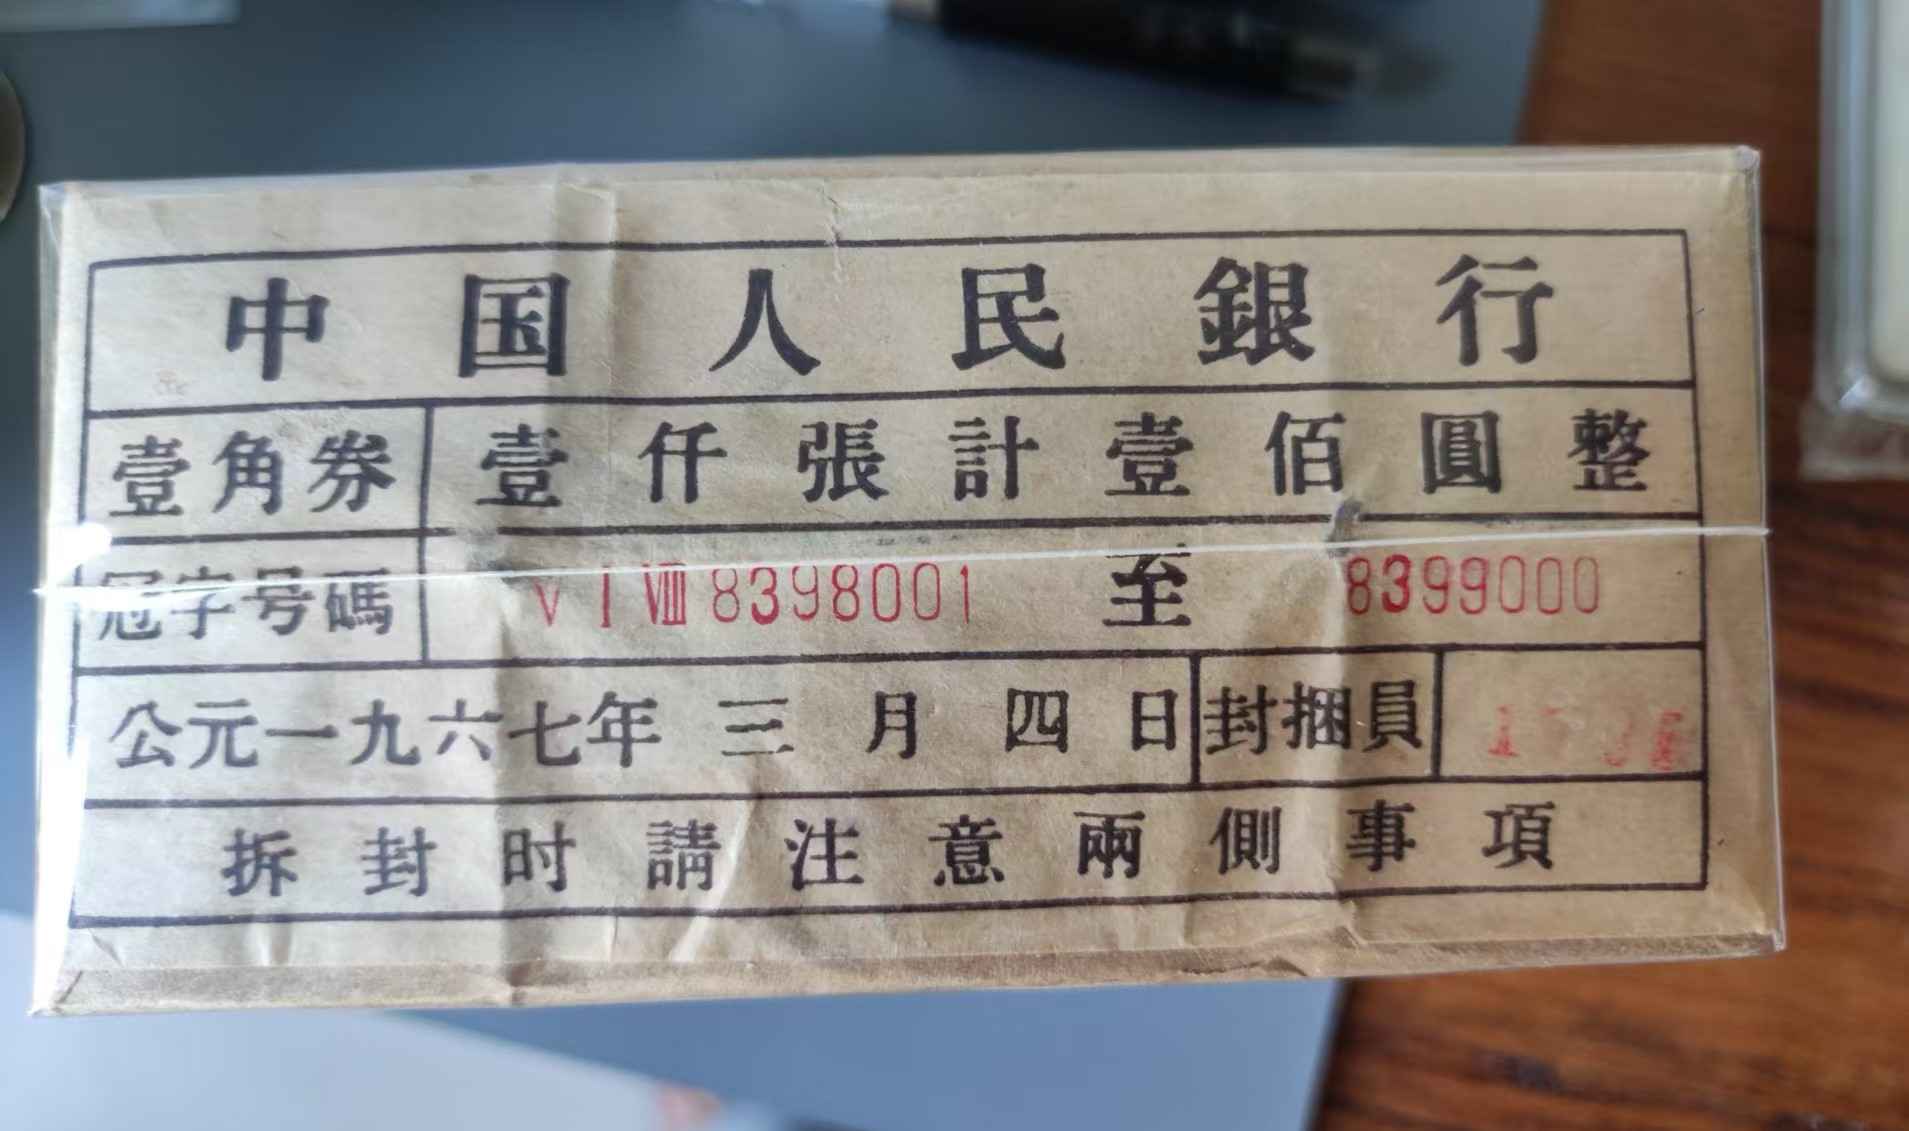 中国人民銀行
壹角券 壹仟張計壹佰圓整
冠字号碼 V I VIII 8398001 至 8399000
公元一九六七年 三月四日 封捆員
拆封时請注意兩側事項